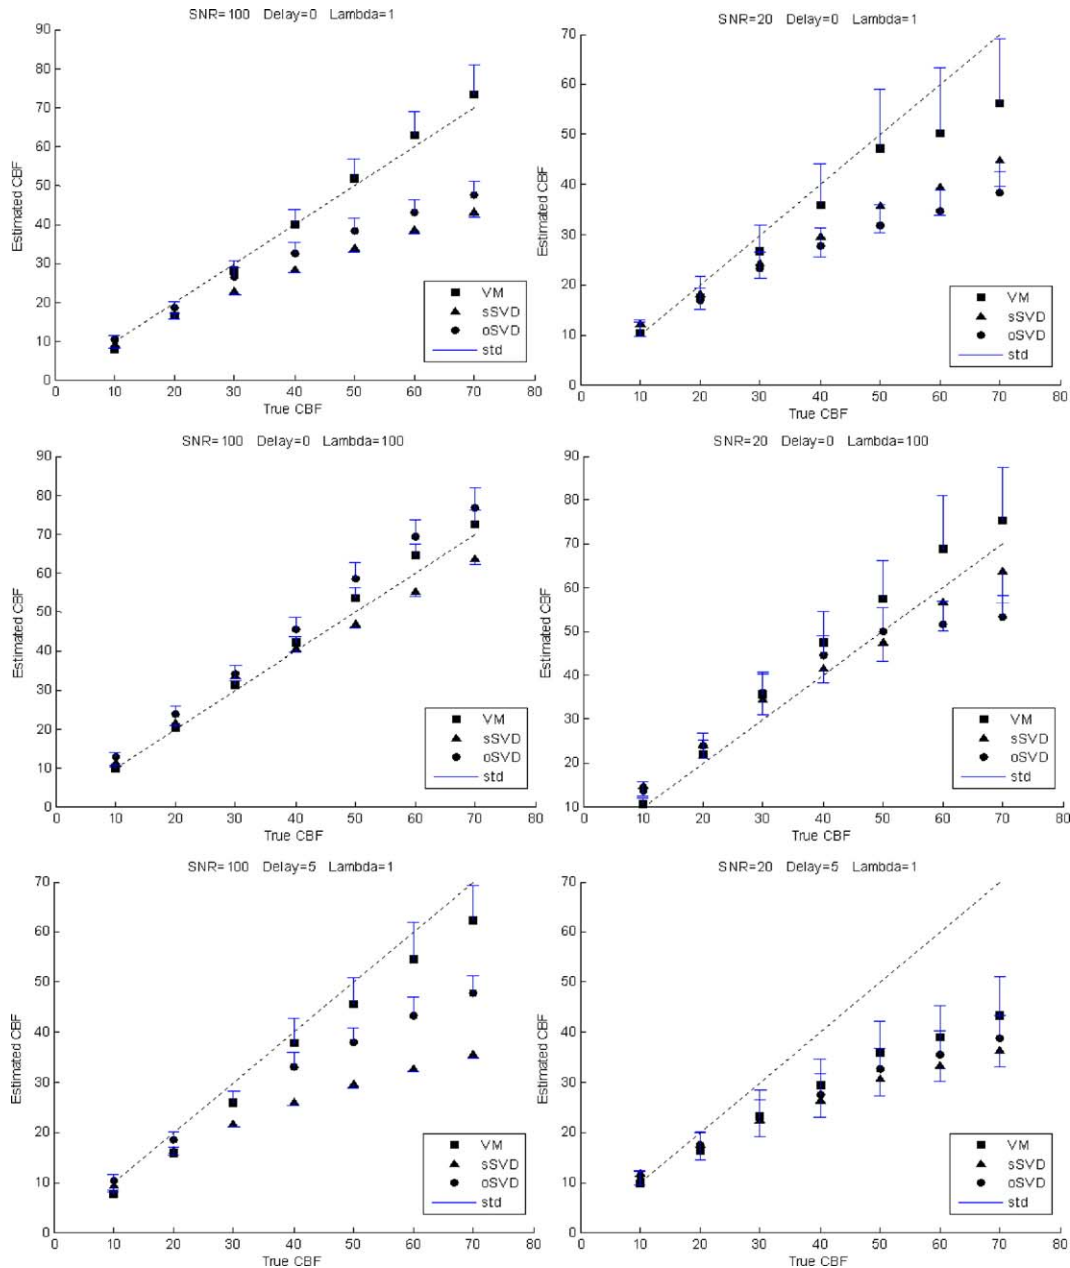 SNR=100 Delay=0 Lambda=1
90
80
70
60
50
40
30
20
10
0
Estimated CBF
VM
sSVD
oSVD
std
0 10 20 30 40 50 60 70 80
True CBF
SNR=20 Delay=0 Lambda=1
70
60
50
40
30
20
10
0
Estimated CBF
VM
sSVD
oSVD
std
0 10 20 30 40 50 60 70 80
True CBF
SNR=100 Delay=0 Lambda=100
90
80
70
60
50
40
30
20
10
0
Estimated CBF
VM
sSVD
oSVD
std
0 10 20 30 40 50 60 70 80
True CBF
SNR=20 Delay=0 Lambda=100
90
80
70
60
50
40
30
20
10
Estimated CBF
VM
sSVD
oSVD
std
0 10 20 30 40 50 60 70 80
True CBF
SNR=100 Delay=5 Lambda=1
70
60
50
40
30
20
10
0
Estimated CBF
VM
sSVD
oSVD
std
0 10 20 30 40 50 60 70 80
True CBF
SNR=20 Delay=5 Lambda=1
70
60
50
40
30
20
10
0
Estimated CBF
VM
sSVD
oSVD
std
0 10 20 30 40 50 60 70 80
True CBF